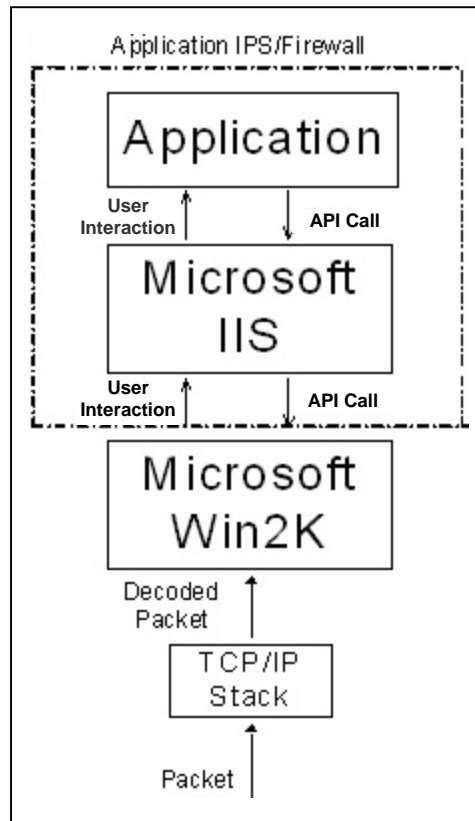 Application IPS/Firewall
Application
User
Interaction
API Call
Microsoft
IIS
User
Interaction
API Call
Microsoft
Win2K
Decoded
Packet
TCP/IP
Stack
Packet